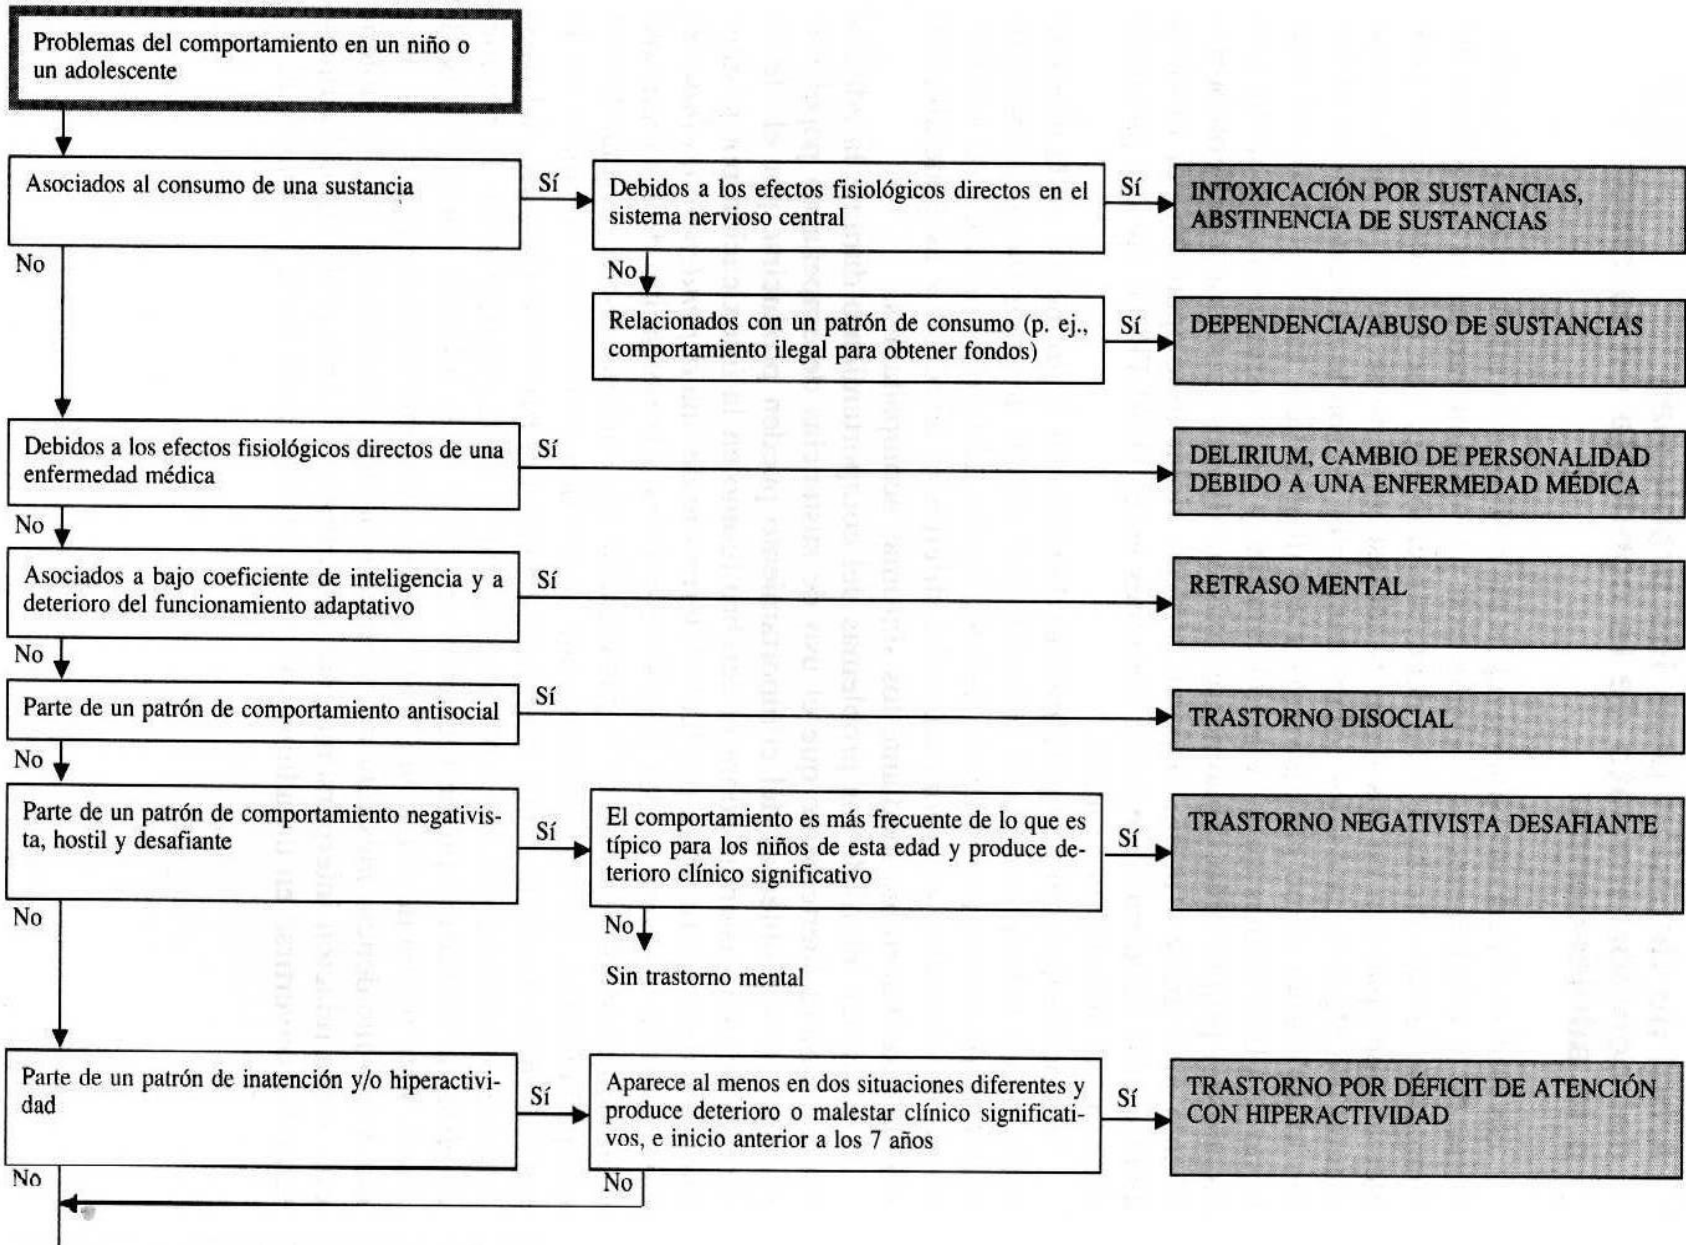 Problemas del comportamiento en un niño o
un adolescente
Asociados al consumo de una sustancia
Sí
Debidos a los efectos fisiológicos directos en el
sistema nervioso central
Sí
INTOXICACIÓN POR SUSTANCIAS,
ABSTINENCIA DE SUSTANCIAS
No
No
Relacionados con un patrón de consumo (p. ej.,
comportamiento ilegal para obtener fondos)
Sí
DEPENDENCIA/ABUSO DE SUSTANCIAS
Debidos a los efectos fisiológicos directos de una
enfermedad médica
Sí
DELIRIUM, CAMBIO DE PERSONALIDAD
DEBIDO A UNA ENFERMEDAD MÉDICA
No
Asociados a bajo coeficiente de inteligencia y a
deterioro del funcionamiento adaptativo
Sí
RETRASO MENTAL
No
Parte de un patrón de comportamiento antisocial
Sí
TRASTORNO DISOCIAL
No
Parte de un patrón de comportamiento negativis-
ta, hostil y desafiante
Sí
El comportamiento es más frecuente de lo que es
típico para los niños de esta edad y produce de-
terioro clínico significativo
Sí
TRASTORNO NEGATIVISTA DESAFIANTE
No
No
Sin trastorno mental
Parte de un patrón de inatención y/o hiperactivi-
dad
Sí
Aparece al menos en dos situaciones diferentes y
produce deterioro o malestar clínico significati-
vos, e inicio anterior a los 7 años
Sí
TRASTORNO POR DÉFICIT DE ATENCIÓN
CON HIPERACTIVIDAD
No
No